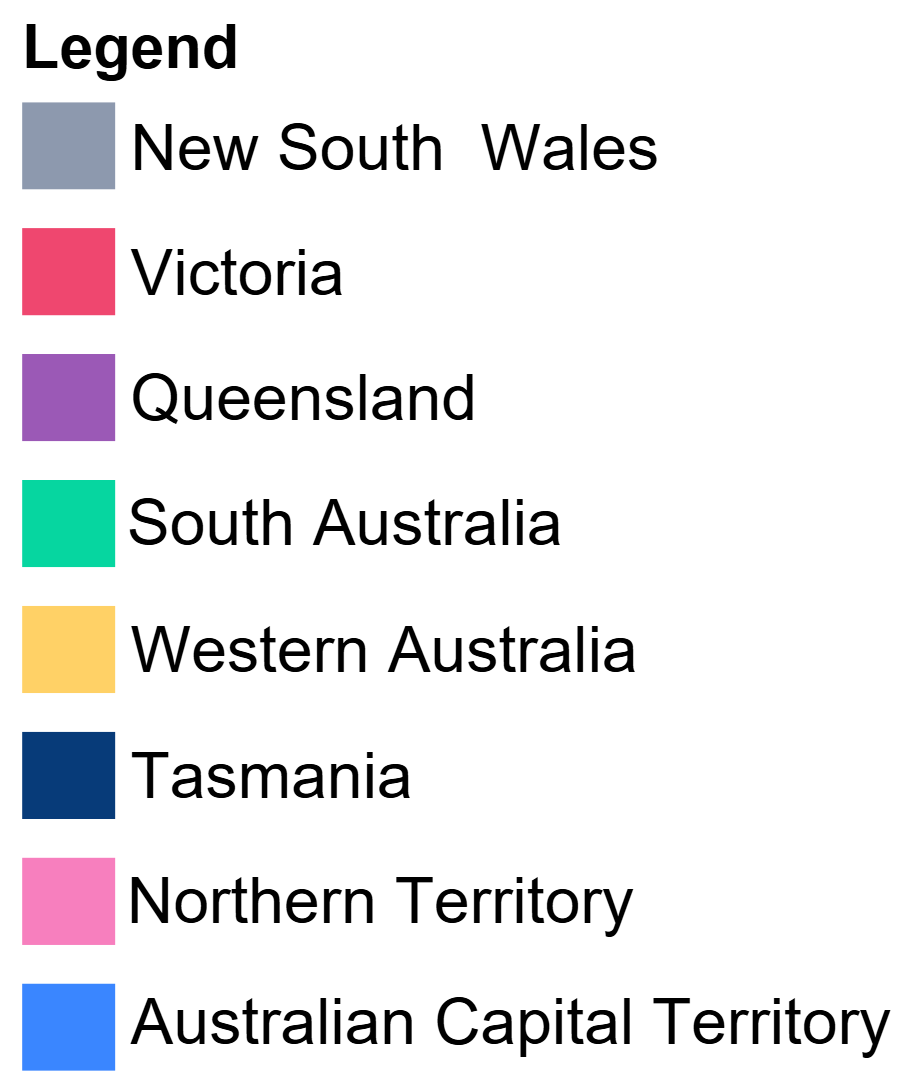 Legend
New South  Wales
Victoria
Queensland
South Australia
Western Australia
Tasmania
Northern Territory
Australian Capital Territory